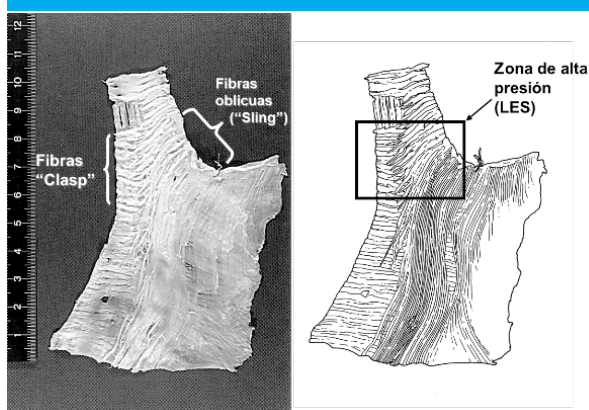 12
10
9
8
7
6
5
4
3
2
1
Fibras
oblicuas
("Sling")
Fibras
"Clasp"
Zona de alta
presión
(LES)